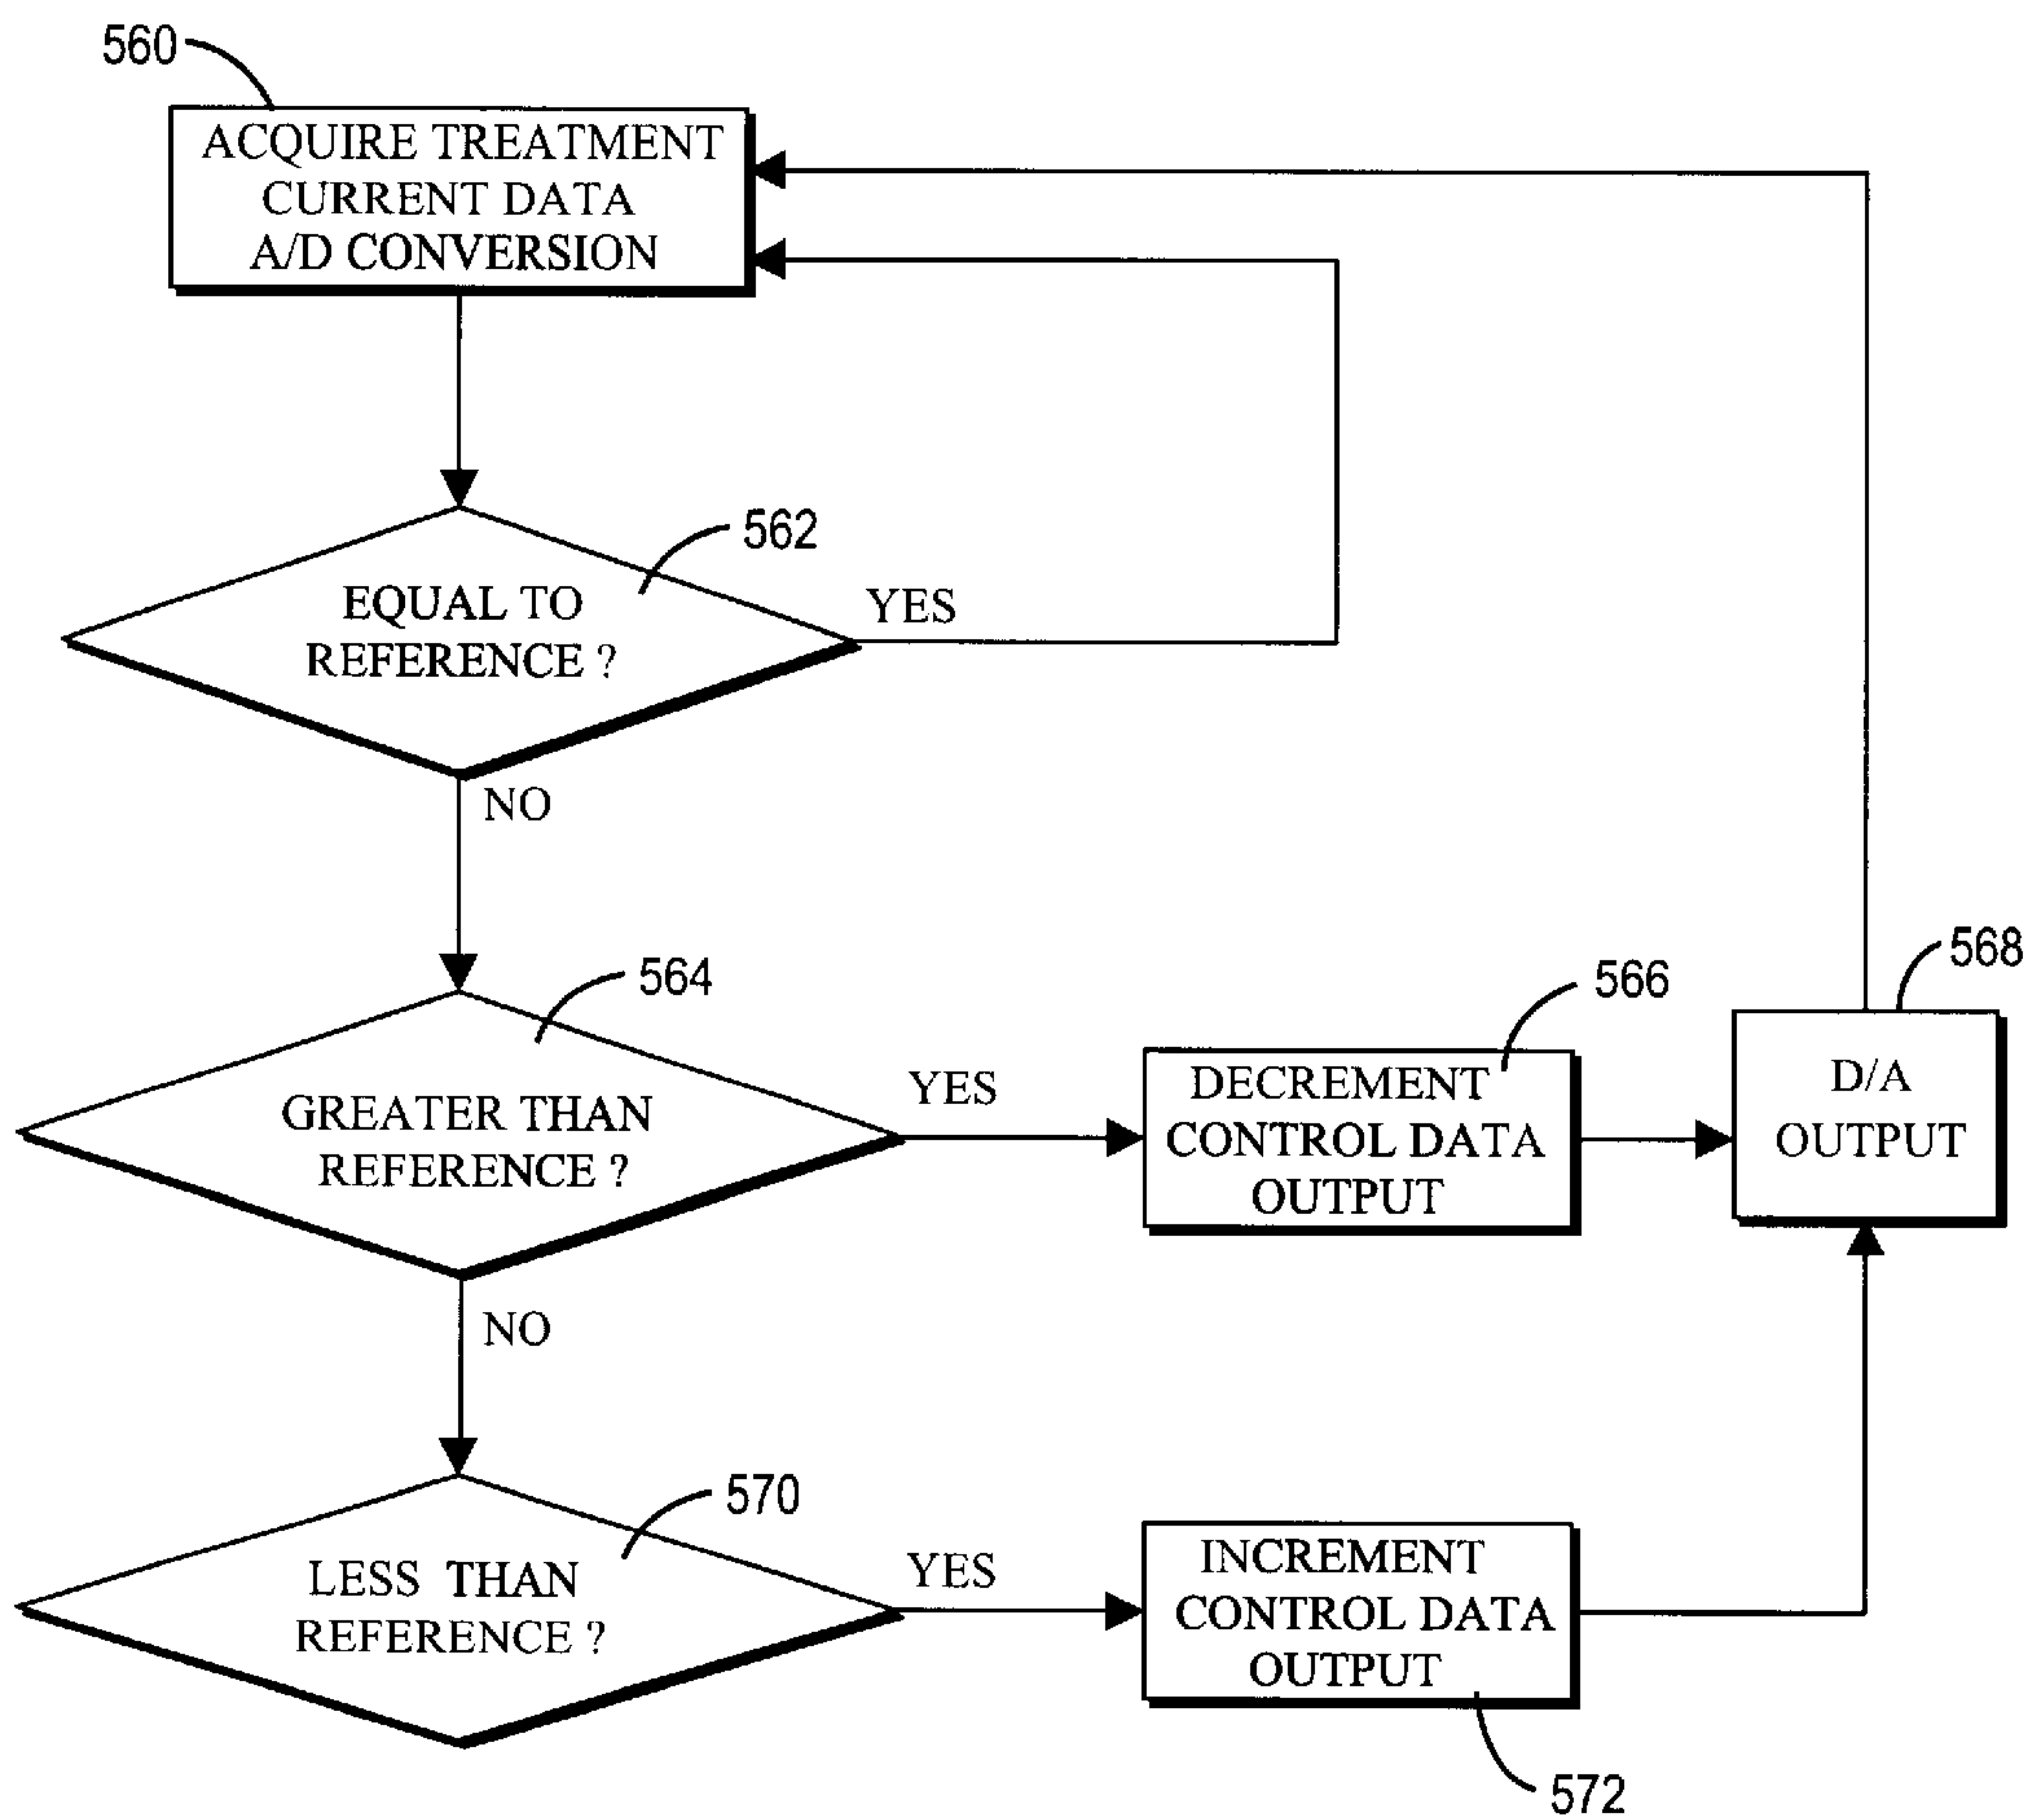 560
ACQUIRE TREATMENT
CURRENT DATA
A/D CONVERSION
562
EQUAL TO
REFERENCE ?
YES
NO
564
GREATER THAN
REFERENCE ?
YES
566
DECREMENT
CONTROL DATA
OUTPUT
568
D/A
OUTPUT
NO
570
LESS THAN
REFERENCE ?
YES
INCREMENT
CONTROL DATA
OUTPUT
572